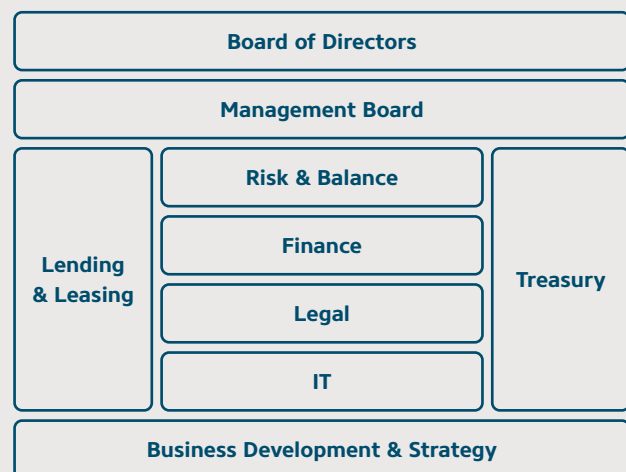 Board of Directors
Management Board
Lending
& Leasing
Risk & Balance
Finance
Legal
IT
Treasury
Business Development & Strategy